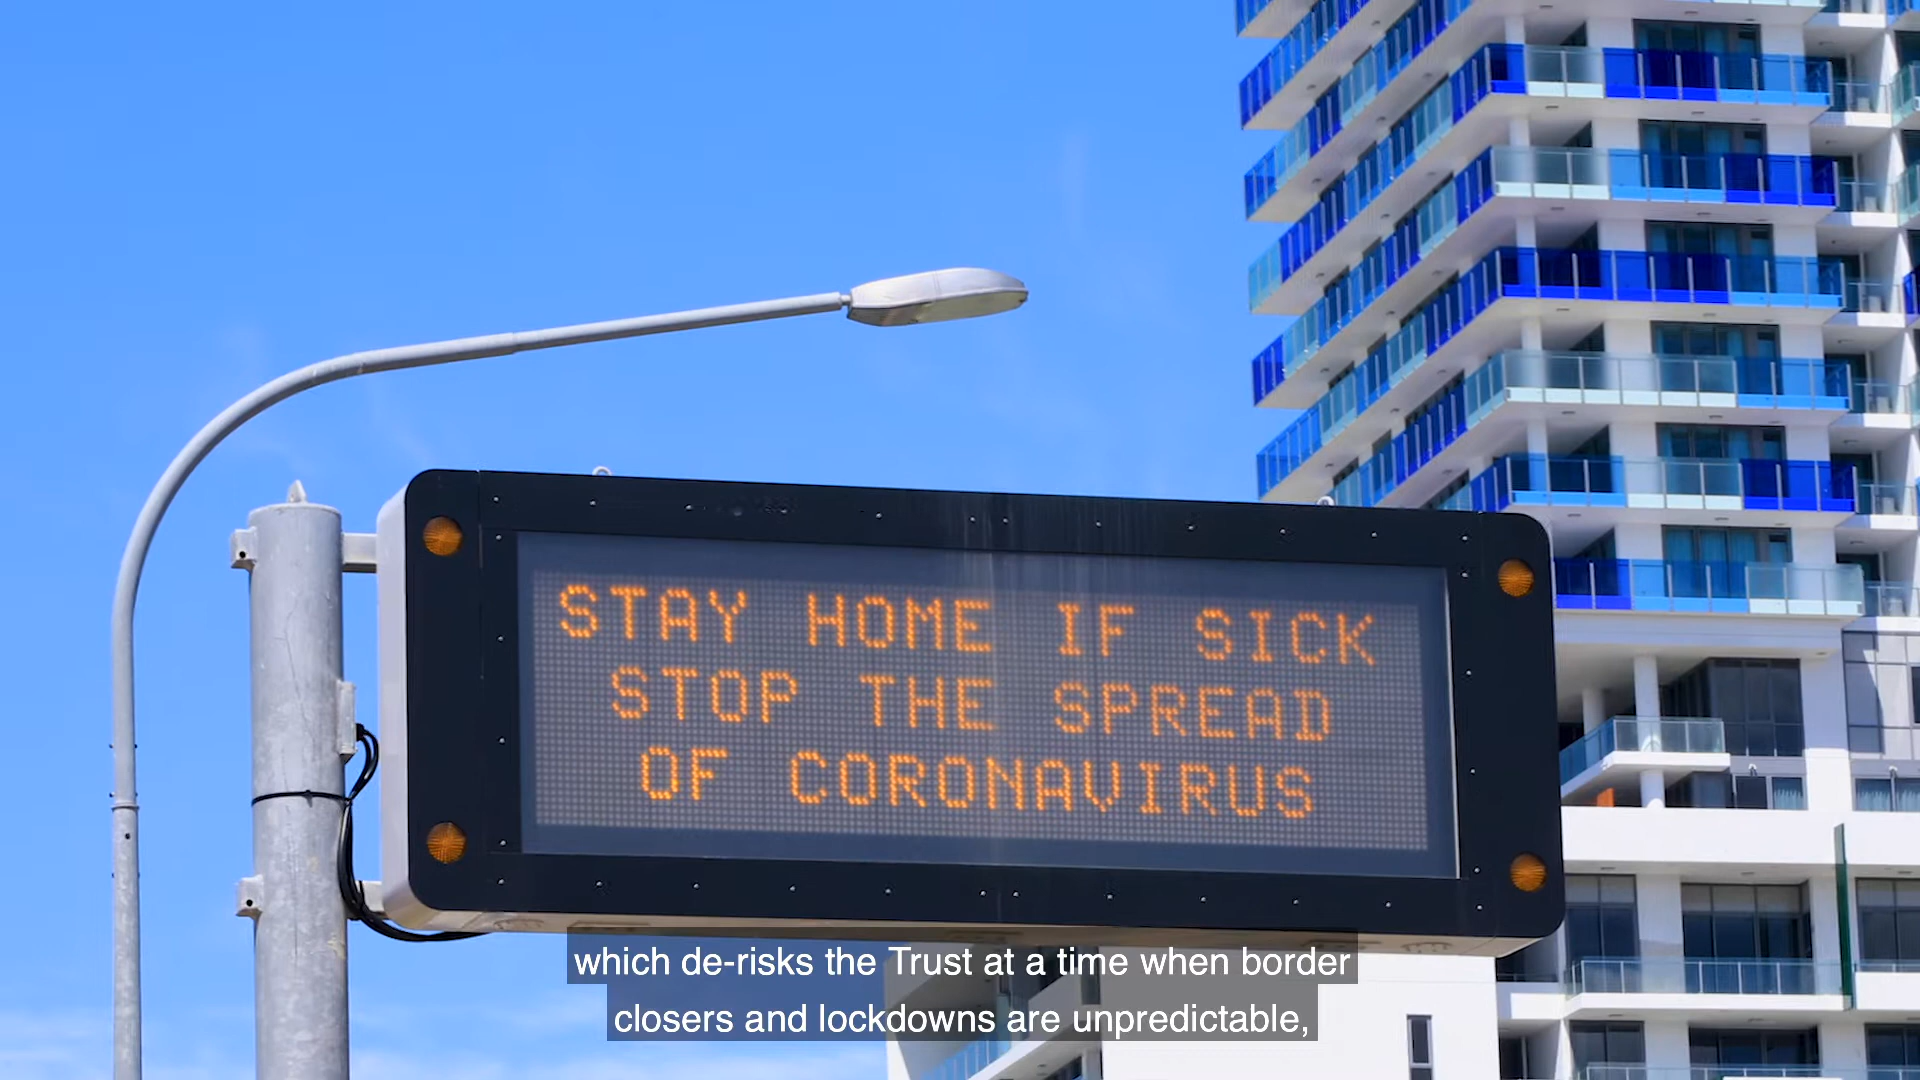 STAY HOME IF SICK
STOP THE SPREAD
OF CORONAVIRUS
which de-risks the Trust at a time when border
closers and lockdowns are unpredictable,